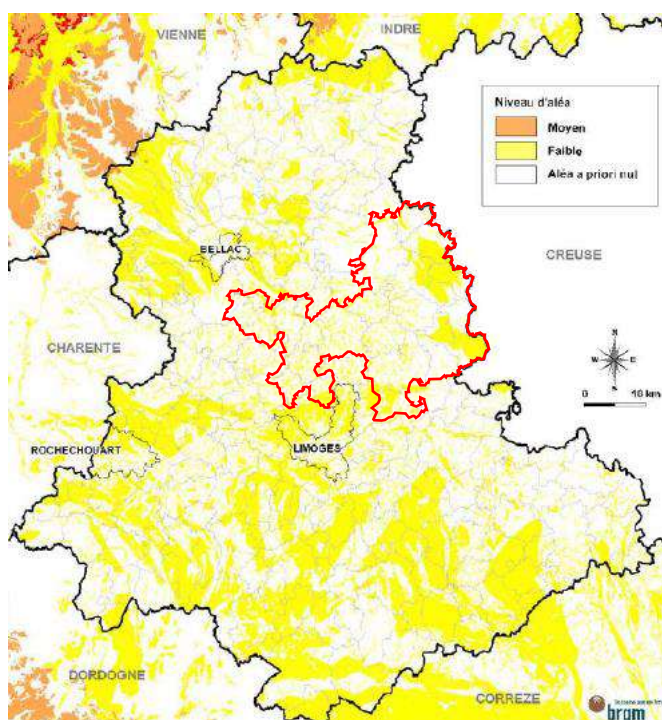 VIENNE
INDRE
Niveau d'aléa
Moyen
Faible
Aléa a priori nul
BELLAC
CREUSE
CHARENTE
N
W E
S
0 10 km
ROCHECHOUART
LIMOGES
DORDOGNE
CORREZE
brgm